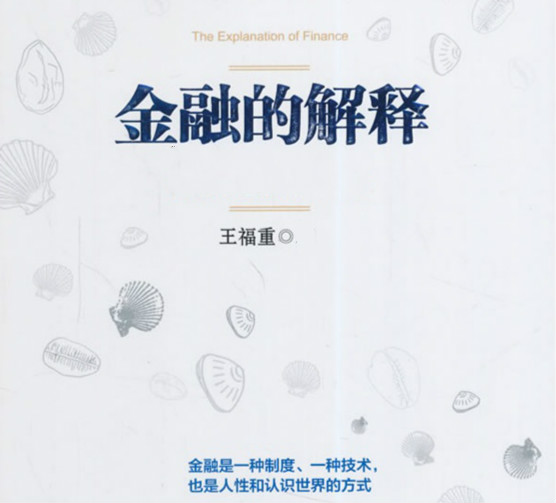 The Explanation of Finance
金融的解释
王福重◎
金融是一种制度、一种技术，
也是人性和认识世界的方式